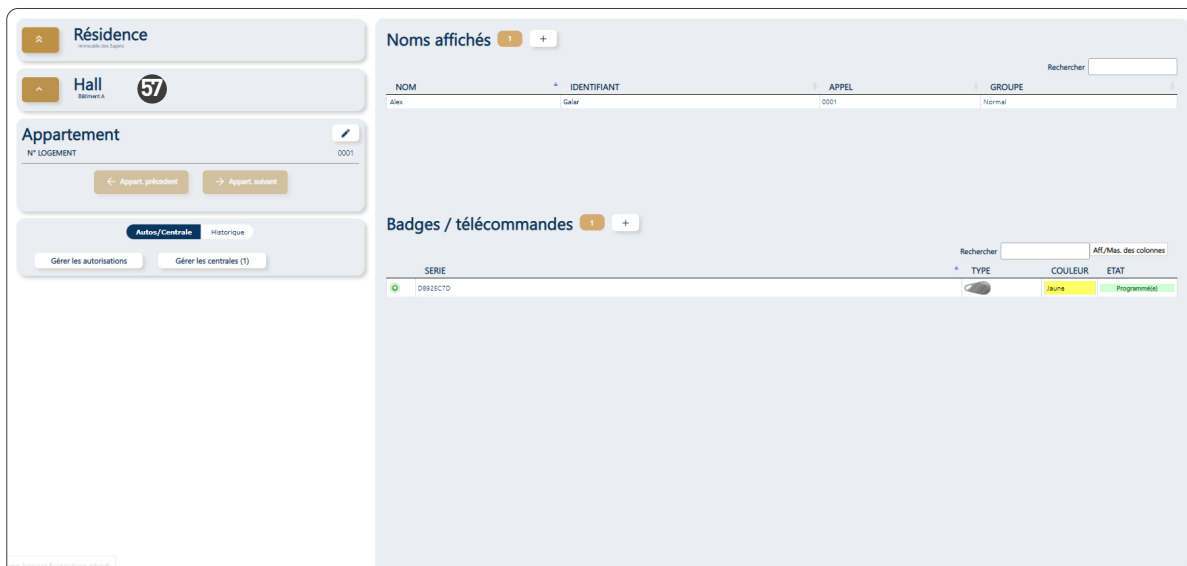 Résidence
Immeuble des Sapins
Hall
Bâtiment A
57
Appartement
N° LOGEMENT 0001
← Appart. précédent → Appart. suivant
Autos/Centrale Historique
Gérer les autorisations Gérer les centrales (1)
Noms affichés 1 +
Rechercher
NOM IDENTIFIANT APPEL GROUPE
Alex Galar 0001 Normal
Badges / télécommandes 1 +
Rechercher Aff./Mas. des colonnes
SERIE TYPE COULEUR ETAT
D892EC7D Jaune Programmé(e)